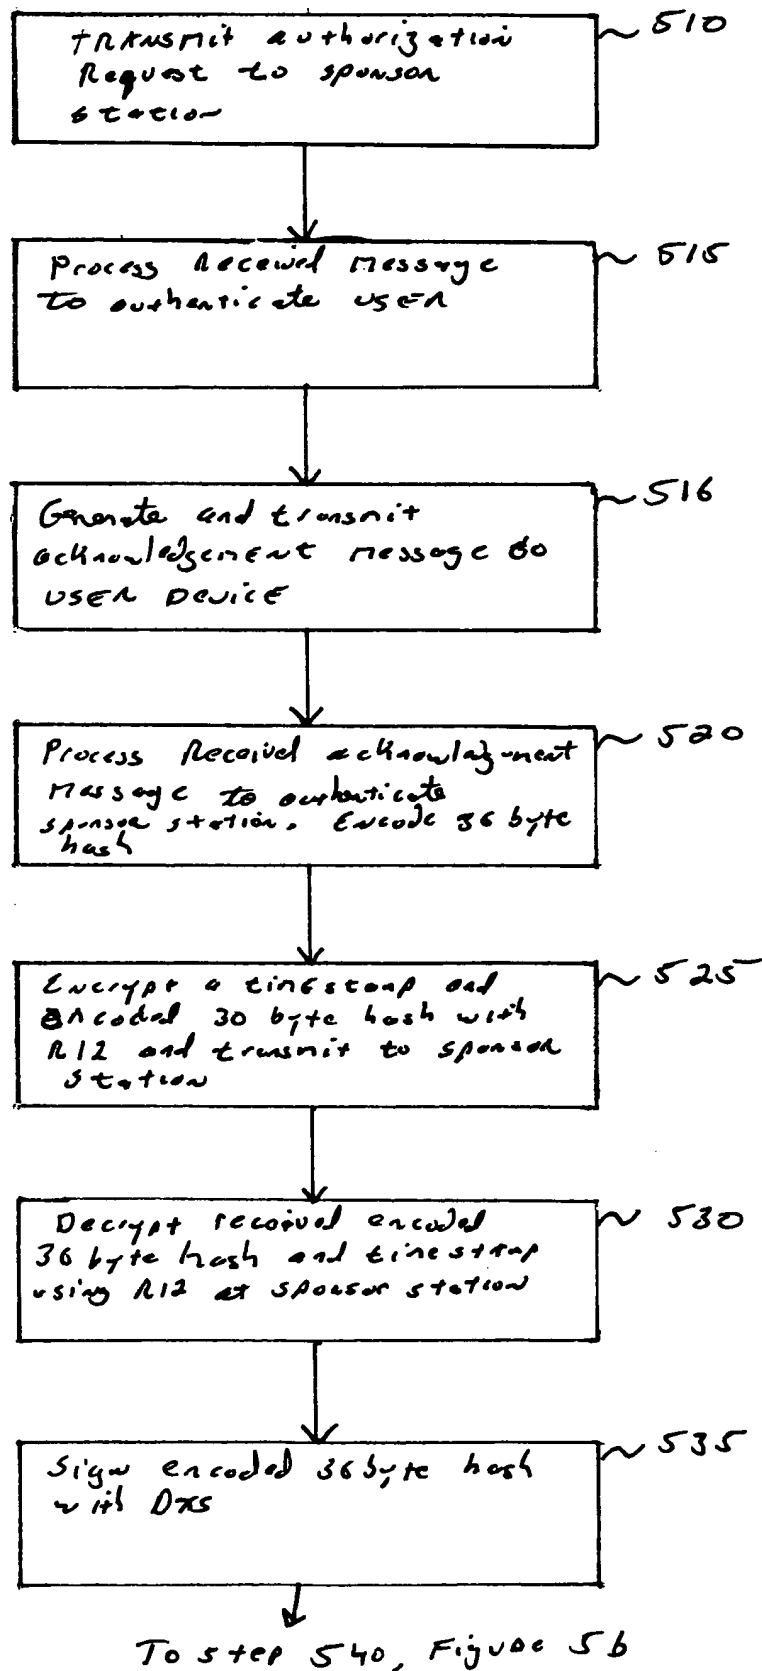 TRANSMIT authorization
Request to sponsor
station
510
Process Received Message
to authenticate USER
515
Generate and transmit
acknowledgement message to
USER DEVICE
516
Process Received acknowledgment
Message to authenticate
sponsor station. Encode 36 byte
hash
520
Encrypt a timestamp and
encoded 30 byte hash with
R12 and transmit to sponsor
station
525
Decrypt received encoded
36 byte hash and timestamp
using R12 at sponsor station
530
Sign encoded 36 byte hash
with Dxs
535
To step 540, Figure 5b